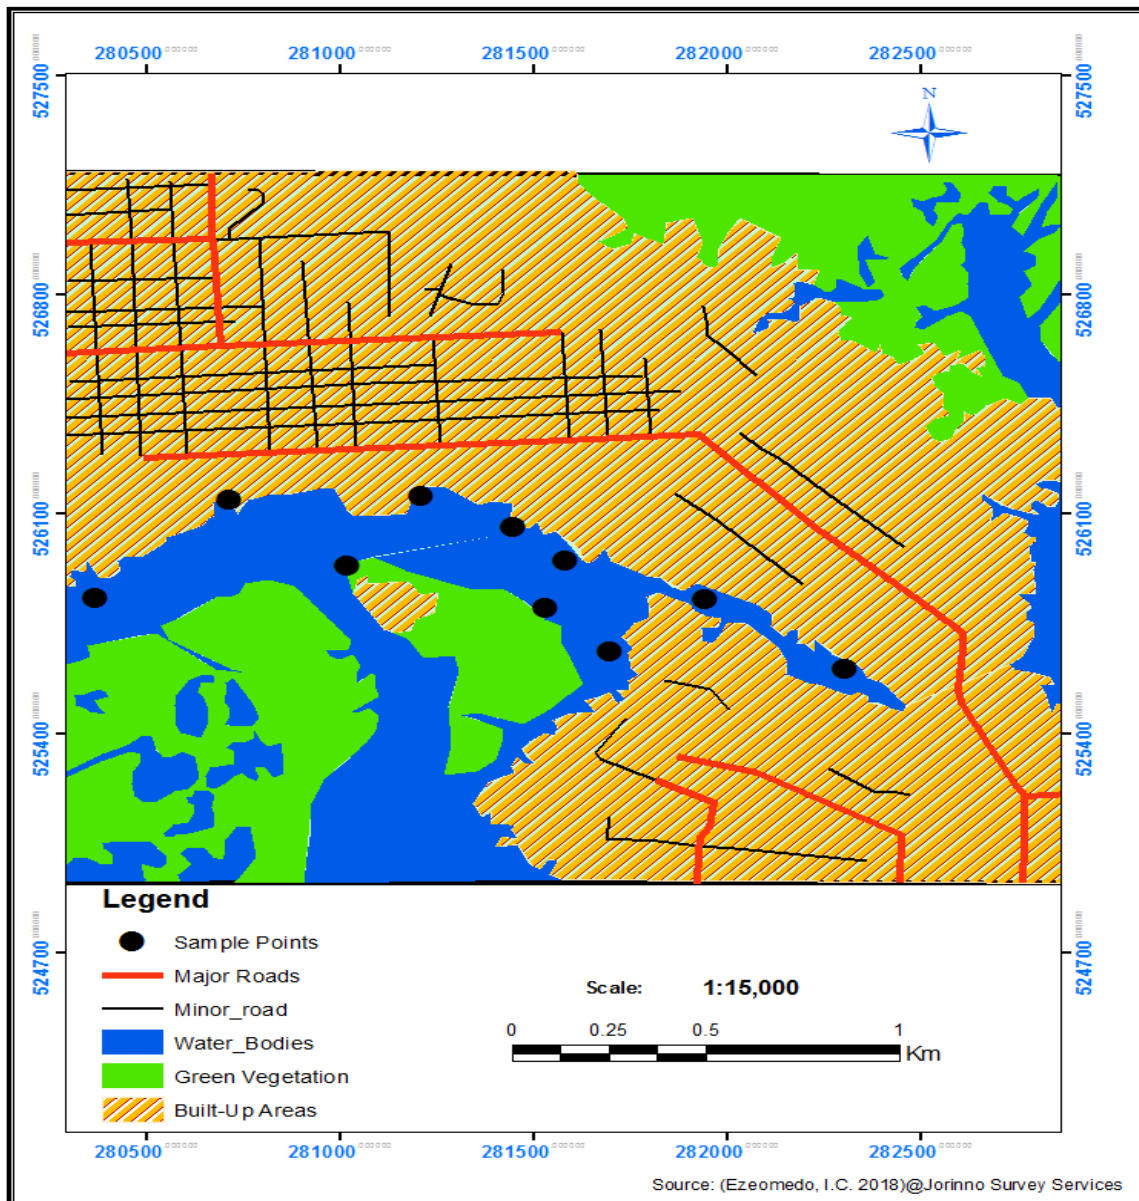 280500 281000 281500 282000 282500
527500 527500
N
526800 526800
526100 526100
525400 525400
Legend
Sample Points
524700 524700
Major Roads
Scale: 1:15,000
Minor_road
0 0.25 0.5 1
Water_Bodies
Km
Green Vegetation
Built-Up Areas
280500 281000 281500 282000 282500
Source: (Ezeomedo, I.C. 2018)@Jorinno Survey Services